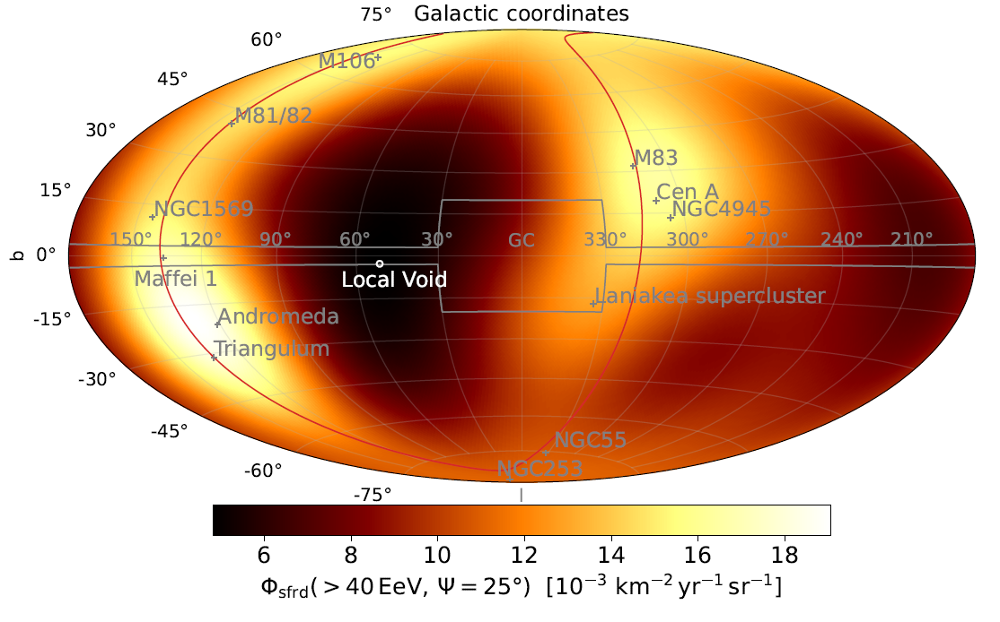 75° Galactic coordinates
60°
M106
45°
M81/82
30°
M83
15°
Cen A
NGC1569
NGC4945
150° 120° 90° 60° 30° GC 330° 300° 270° 240° 210°
b 0°
Maffei 1
Local Void
Laniakea supercluster
-15°
Andromeda
Triangulum
-30°
-45°
NGC55
-60°
NGC253
-75°
l
6 8 10 12 14 16 18
Φsfrd( > 40 EeV, Ψ = 25°) [10⁻³ km⁻² yr⁻¹ sr⁻¹]